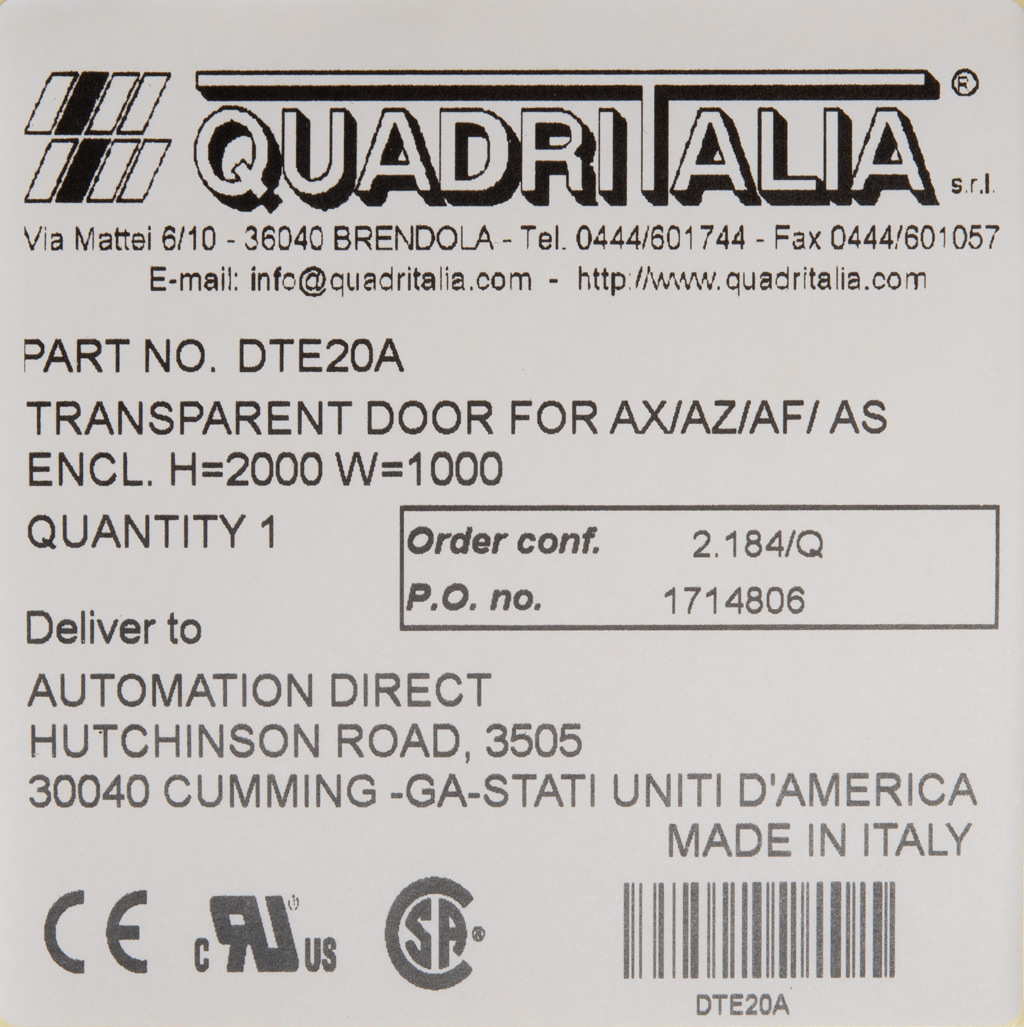 QUADRITALIA® s.r.l.
Via Mattei 6/10 - 36040 BRENDOLA - Tel. 0444/601744 - Fax 0444/601057
E-mail: info@quadritalia.com - http://www.quadritalia.com
PART NO. DTE20A
TRANSPARENT DOOR FOR AX/AZ/AF/ AS
ENCL. H=2000 W=1000
QUANTITY 1
Order conf. 2.184/Q
P.O. no. 1714806
Deliver to
AUTOMATION DIRECT
HUTCHINSON ROAD, 3505
30040 CUMMING -GA-STATI UNITI D'AMERICA
MADE IN ITALY
CE c UR® US CSA®
DTE20A